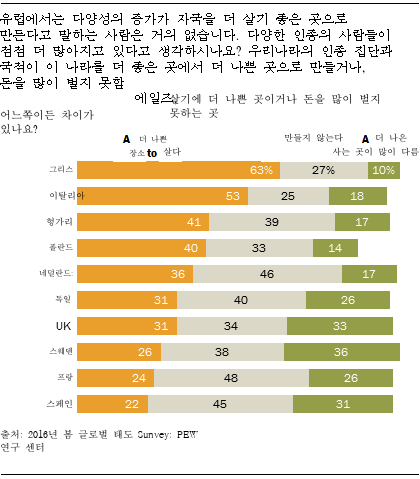 유럽에서는 다양성의 증가가 자국을 더 살기 좋은 곳으로
만든다고 말하는 사람은 거의 없습니다. 다양한 인종의 사람들이
점점 더 많아지고 있다고 생각하시나요? 우리나라의 인종 집단과
국적이 이 나라를 더 좋은 곳에서 더 나쁜 곳으로 만들거나,
돈을 많이 벌지 못함
에일즈살기에 더 나쁜 곳이거나 돈을 많이 벌지
못하는 곳
어느쪽이든 차이가
있나요?
A 더 나쁜 만들지 않는다 A 더 나은
장소 to 살다 사는 곳이 많이 다름
그리스 63% 27% 10%
이탈리아 53 25 18
헝가리 41 39 17
폴란드 40 33 14
네덜란드: 36 46 17
독일 31 40 26
UK 31 34 33
스웨덴 26 38 36
프랑 24 48 26
스페인 22 45 31
출처: 2016년 봄 글로벌 태도 Sunvey: PEW
연구 센터